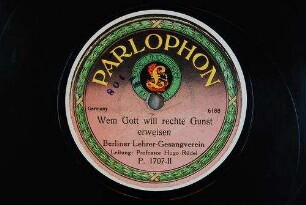 PARLOPHON
Germany
6188
Wem Gott will rechte Gunst
erweisen
Berliner Lehrer-Gesangverein
Leitung: Professor Hugo Rüdel
P. 1707-II